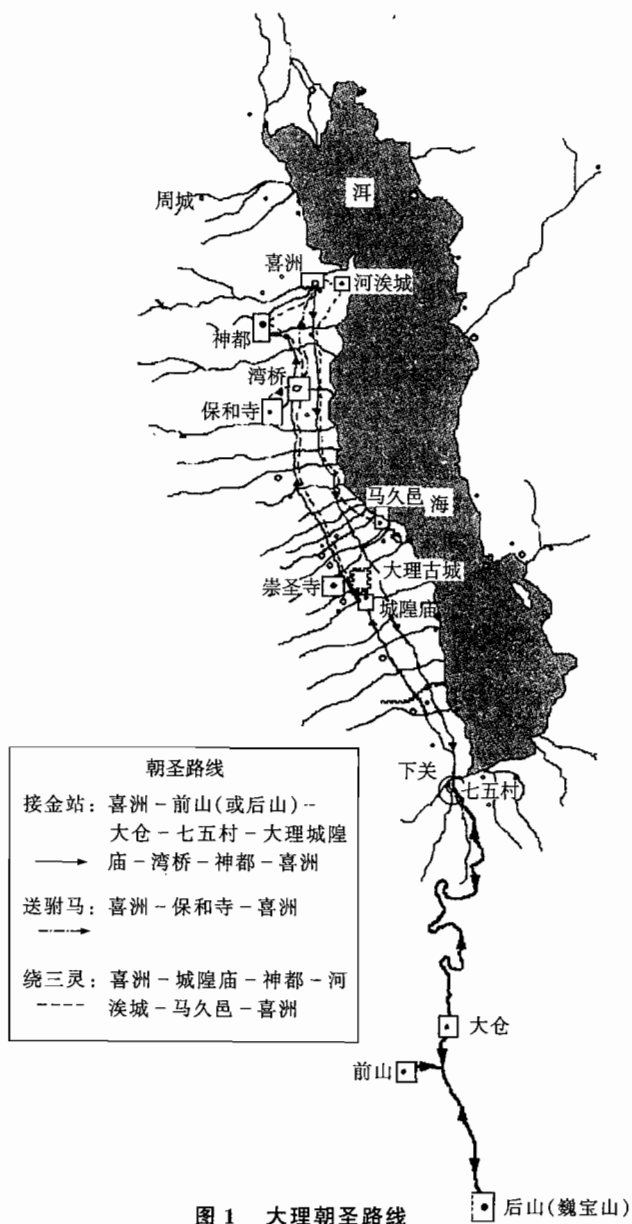 洱
周城
喜洲
河涘城
神都
湾桥
保和寺
马久邑
海
大理古城
崇圣寺
城隍庙
下关
七五村
朝圣路线
接金站：喜洲－前山(或后山)－
大仓－七五村－大理城隍
庙－湾桥－神都－喜洲
送驸马：喜洲－保和寺－喜洲
绕三灵：喜洲－城隍庙－神都－河
涘城－马久邑－喜洲
大仓
前山
后山(巍宝山)
图1 大理朝圣路线